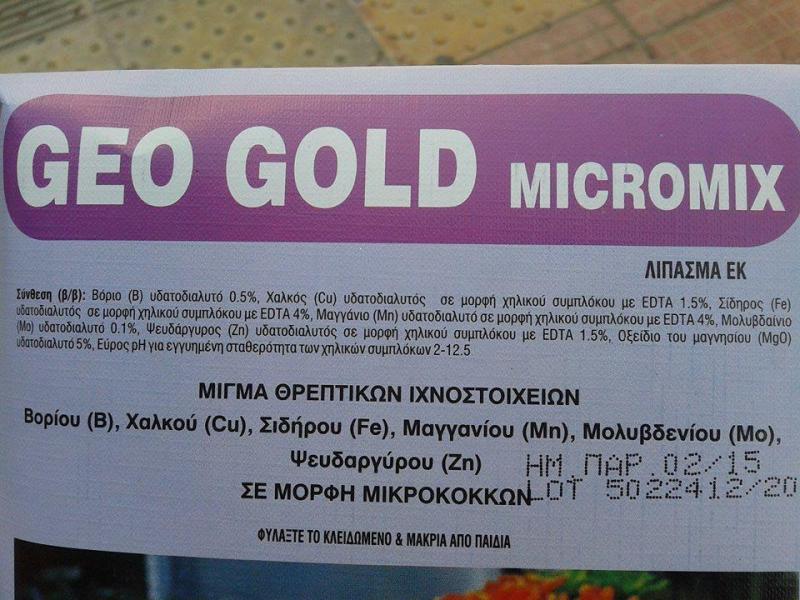 GEO GOLD MICROMIX
ΛΙΠΑΣΜΑ ΕΚ
Σύνθεση (β/β): Βόριο (B) υδατοδιαλυτό 0.5%, Χαλκός (Cu) υδατοδιαλυτός σε μορφή χηλικού συμπλόκου με EDTA 1.5%, Σίδηρος (Fe)
υδατοδιαλυτός σε μορφή χηλικού συμπλόκου με EDTA 4%, Μαγγάνιο (Mn) υδατοδιαλυτό σε μορφή χηλικού συμπλόκου με EDTA 4%, Μολυβδαίνιο
(Mo) υδατοδιαλυτό 0.1%, Ψευδάργυρος (Zn) υδατοδιαλυτός σε μορφή χηλικού συμπλόκου με EDTA 1.5%, Οξείδιο του μαγνησίου (MgO)
υδατοδιαλυτό 5%, Εύρος pH για εγγυημένη σταθερότητα των χηλικών συμπλόκων 2-12.5
ΜΙΓΜΑ ΘΡΕΠΤΙΚΩΝ ΙΧΝΟΣΤΟΙΧΕΙΩΝ
Βορίου (B), Χαλκού (Cu), Σιδήρου (Fe), Μαγγανίου (Mn), Μολυβδενίου (Mo),
Ψευδαργύρου (Zn)
ΗΜ ΠΑΡ 02/15
ΣΕ ΜΟΡΦΗ ΜΙΚΡΟΚΟΚΚΩΝ
LOT 5022412/20
ΦΥΛΑΞΤΕ ΤΟ ΚΛΕΙΔΩΜΕΝΟ & ΜΑΚΡΙΑ ΑΠΟ ΠΑΙΔΙΑ